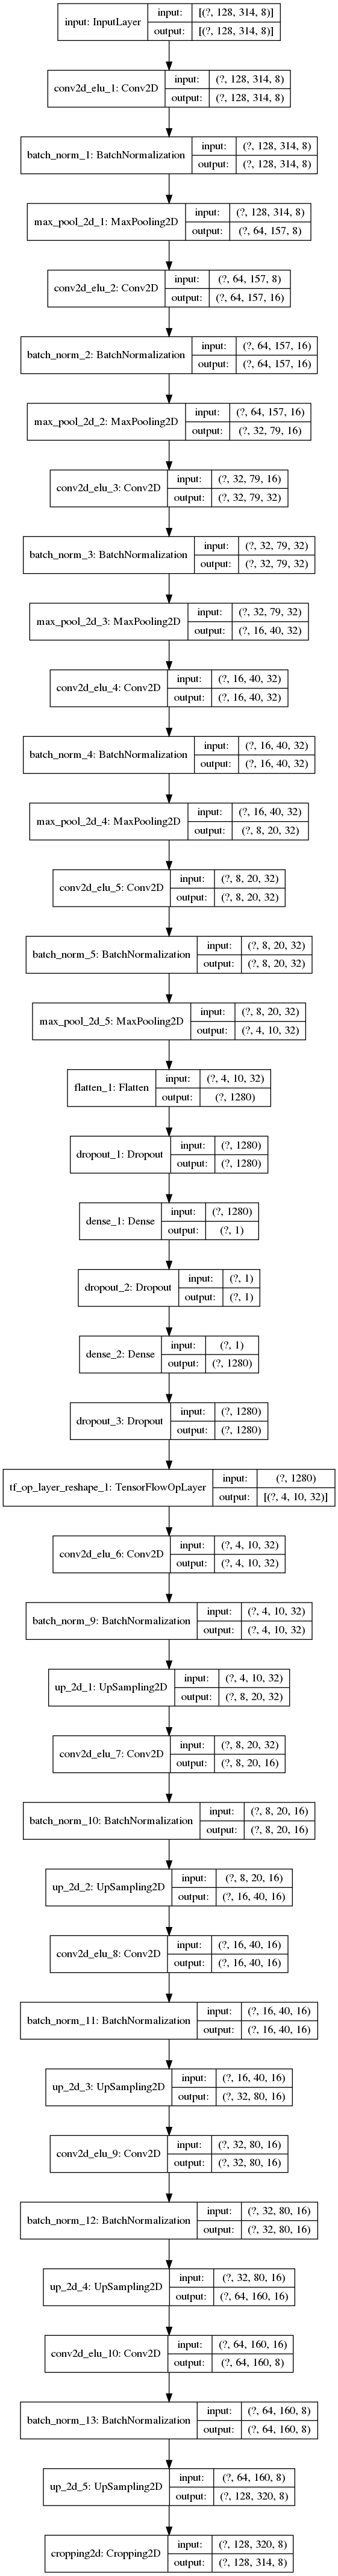 input: InputLayer
input: [(?, 128, 314, 8)]
output: [(?, 128, 314, 8)]
conv2d_elu_1: Conv2D
input: (?, 128, 314, 8)
output: (?, 128, 314, 8)
batch_norm_1: BatchNormalization
input: (?, 128, 314, 8)
output: (?, 128, 314, 8)
max_pool_2d_1: MaxPooling2D
input: (?, 128, 314, 8)
output: (?, 64, 157, 8)
conv2d_elu_2: Conv2D
input: (?, 64, 157, 8)
output: (?, 64, 157, 16)
batch_norm_2: BatchNormalization
input: (?, 64, 157, 16)
output: (?, 64, 157, 16)
max_pool_2d_2: MaxPooling2D
input: (?, 64, 157, 16)
output: (?, 32, 79, 16)
conv2d_elu_3: Conv2D
input: (?, 32, 79, 16)
output: (?, 32, 79, 32)
batch_norm_3: BatchNormalization
input: (?, 32, 79, 32)
output: (?, 32, 79, 32)
max_pool_2d_3: MaxPooling2D
input: (?, 32, 79, 32)
output: (?, 16, 40, 32)
conv2d_elu_4: Conv2D
input: (?, 16, 40, 32)
output: (?, 16, 40, 32)
batch_norm_4: BatchNormalization
input: (?, 16, 40, 32)
output: (?, 16, 40, 32)
max_pool_2d_4: MaxPooling2D
input: (?, 16, 40, 32)
output: (?, 8, 20, 32)
conv2d_elu_5: Conv2D
input: (?, 8, 20, 32)
output: (?, 8, 20, 32)
batch_norm_5: BatchNormalization
input: (?, 8, 20, 32)
output: (?, 8, 20, 32)
max_pool_2d_5: MaxPooling2D
input: (?, 8, 20, 32)
output: (?, 4, 10, 32)
flatten_1: Flatten
input: (?, 4, 10, 32)
output: (?, 1280)
dropout_1: Dropout
input: (?, 1280)
output: (?, 1280)
dense_1: Dense
input: (?, 1280)
output: (?, 1)
dropout_2: Dropout
input: (?, 1)
output: (?, 1)
dense_2: Dense
input: (?, 1)
output: (?, 1280)
dropout_3: Dropout
input: (?, 1280)
output: (?, 1280)
tf_op_layer_reshape_1: TensorFlowOpLayer
input: (?, 1280)
output: [(?, 4, 10, 32)]
conv2d_elu_6: Conv2D
input: (?, 4, 10, 32)
output: (?, 4, 10, 32)
batch_norm_9: BatchNormalization
input: (?, 4, 10, 32)
output: (?, 4, 10, 32)
up_2d_1: UpSampling2D
input: (?, 4, 10, 32)
output: (?, 8, 20, 32)
conv2d_elu_7: Conv2D
input: (?, 8, 20, 32)
output: (?, 8, 20, 16)
batch_norm_10: BatchNormalization
input: (?, 8, 20, 16)
output: (?, 8, 20, 16)
up_2d_2: UpSampling2D
input: (?, 8, 20, 16)
output: (?, 16, 40, 16)
conv2d_elu_8: Conv2D
input: (?, 16, 40, 16)
output: (?, 16, 40, 16)
batch_norm_11: BatchNormalization
input: (?, 16, 40, 16)
output: (?, 16, 40, 16)
up_2d_3: UpSampling2D
input: (?, 16, 40, 16)
output: (?, 32, 80, 16)
conv2d_elu_9: Conv2D
input: (?, 32, 80, 16)
output: (?, 32, 80, 16)
batch_norm_12: BatchNormalization
input: (?, 32, 80, 16)
output: (?, 32, 80, 16)
up_2d_4: UpSampling2D
input: (?, 32, 80, 16)
output: (?, 64, 160, 16)
conv2d_elu_10: Conv2D
input: (?, 64, 160, 16)
output: (?, 64, 160, 8)
batch_norm_13: BatchNormalization
input: (?, 64, 160, 8)
output: (?, 64, 160, 8)
up_2d_5: UpSampling2D
input: (?, 64, 160, 8)
output: (?, 128, 320, 8)
cropping2d: Cropping2D
input: (?, 128, 320, 8)
output: (?, 128, 314, 8)